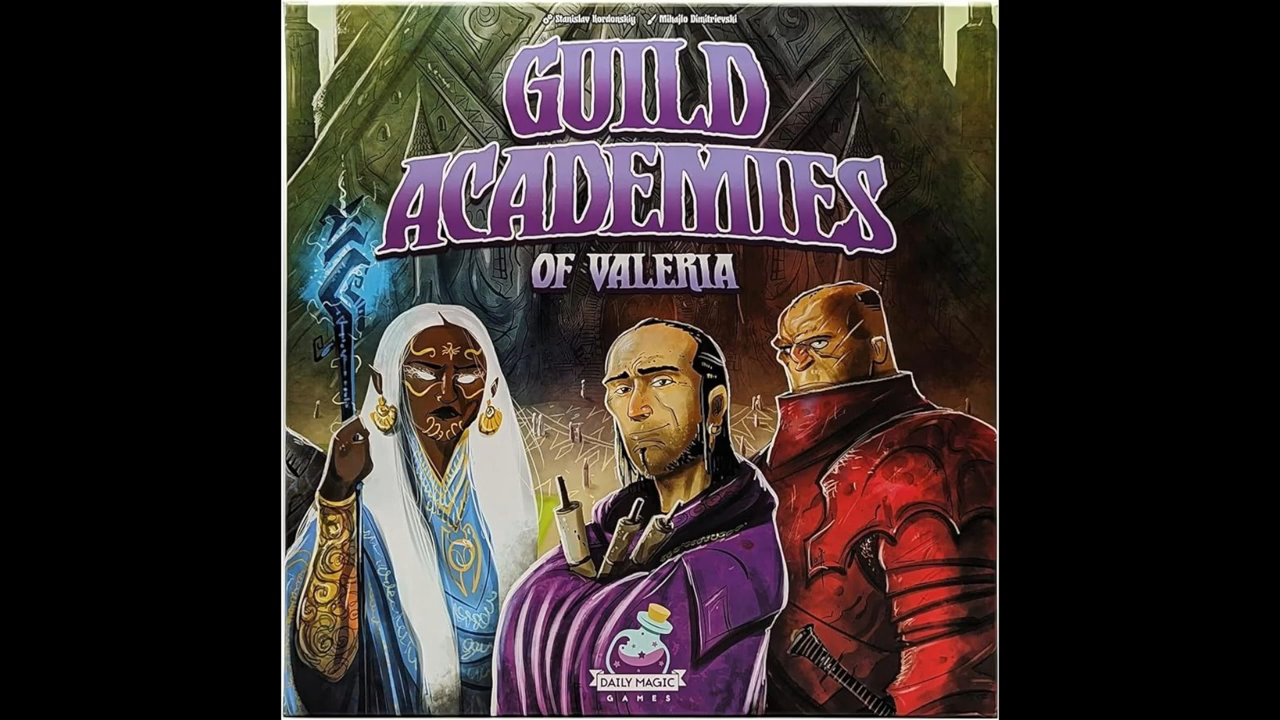 Stanislav Kordonskiy Mihajlo Dimitrievski
GUILD
ACADEMIES
OF VALERIA
DAILY MAGIC
GAMES